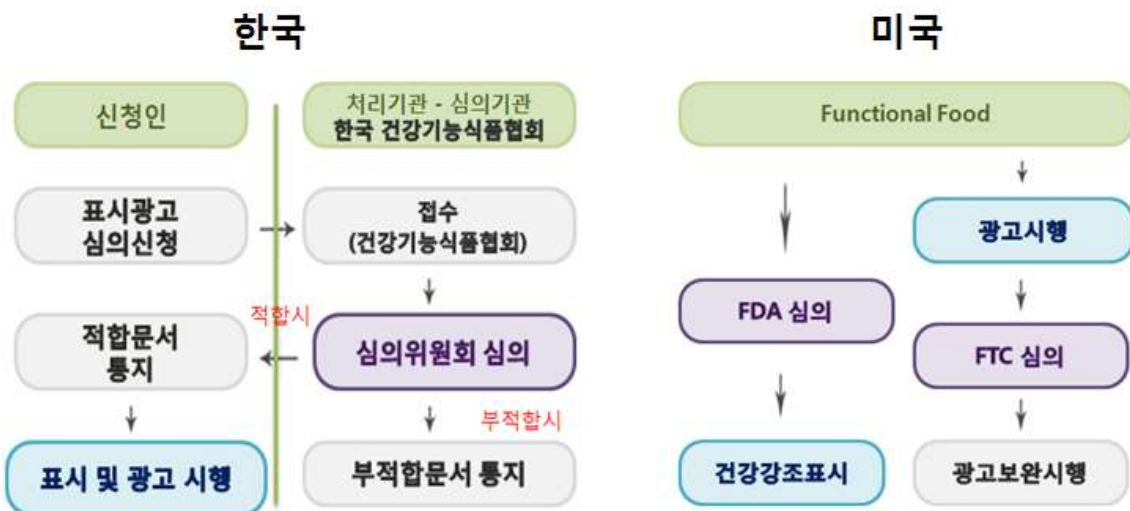 한국
미국
신청인
처리기관 - 심의기관
한국 건강기능식품협회
표시광고
심의신청
접수
(건강기능식품협회)
적합시
적합문서
통지
심의위원회 심의
부적합시
표시 및 광고 시행
부적합문서 통지
Functional Food
광고시행
FDA 심의
FTC 심의
건강강조표시
광고보완시행